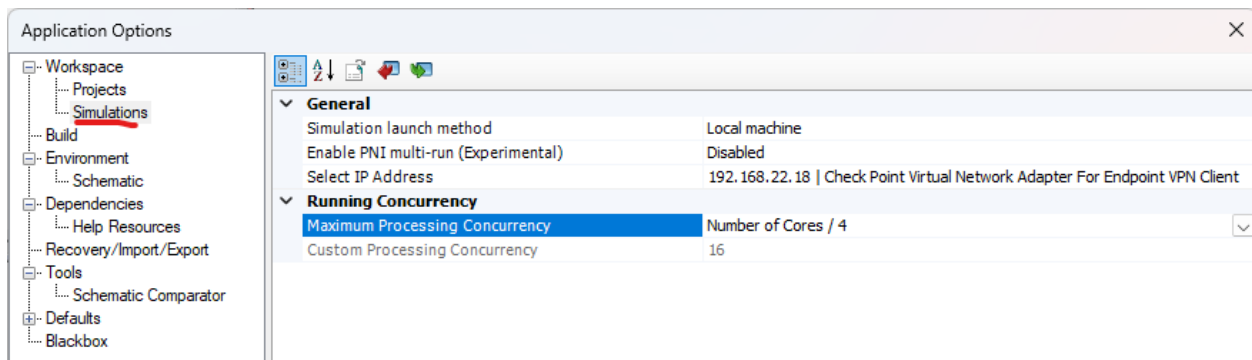 Application Options
Workspace
Projects
Simulations
Build
Environment
Schematic
Dependencies
Help Resources
Recovery/Import/Export
Tools
Schematic Comparator
Defaults
Blackbox
General
Simulation launch method Local machine
Enable PNI multi-run (Experimental) Disabled
Select IP Address 192.168.22.18 | Check Point Virtual Network Adapter For Endpoint VPN Client
Running Concurrency
Maximum Processing Concurrency Number of Cores / 4
Custom Processing Concurrency 16